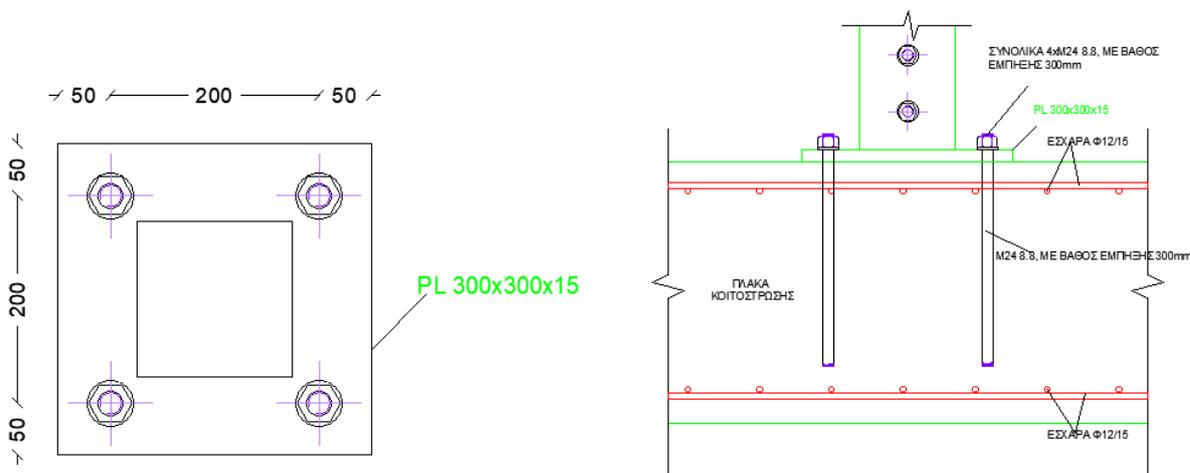 50 200 50
50
200
50
PL 300x300x15
ΣΥΝΟΛΙΚΑ 4xM24 8.8, ΜΕ ΒΑΘΟΣ
ΕΜΠΗΞΗΣ 300mm
PL 300x300x15
ΕΣΧΑΡΑ Φ12/15
M24 8.8, ΜΕ ΒΑΘΟΣ ΕΜΠΗΞΗΣ 300mm
ΠΛΑΚΑ
ΚΟΙΤΟΣΤΡΩΣΗΣ
ΕΣΧΑΡΑ Φ12/15